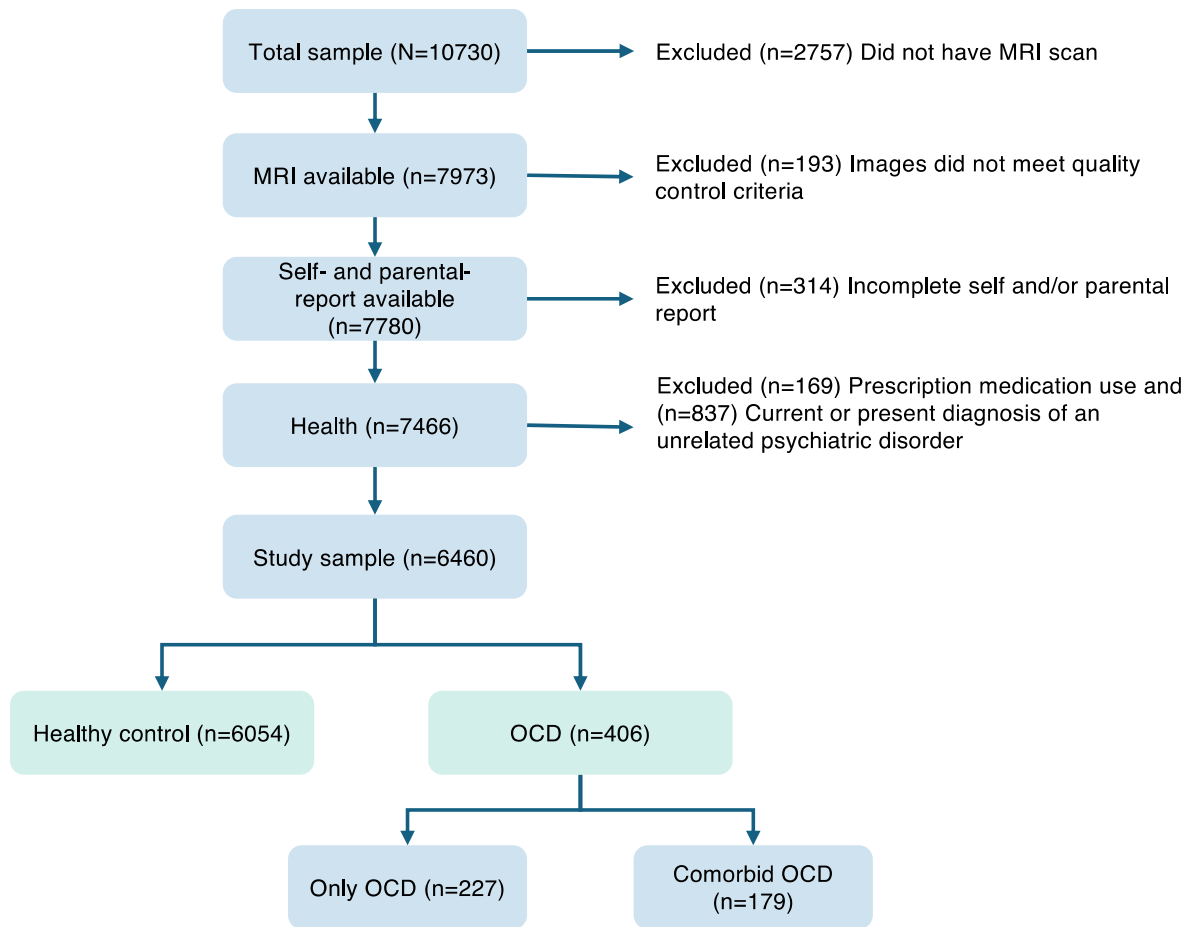 Total sample (N=10730)
Excluded (n=2757) Did not have MRI scan
MRI available (n=7973)
Excluded (n=193) Images did not meet quality
control criteria
Self- and parental-
report available
(n=7780)
Excluded (n=314) Incomplete self and/or parental
report
Health (n=7466)
Excluded (n=169) Prescription medication use and
(n=837) Current or present diagnosis of an
unrelated psychiatric disorder
Study sample (n=6460)
Healthy control (n=6054)
OCD (n=406)
Only OCD (n=227)
Comorbid OCD
(n=179)